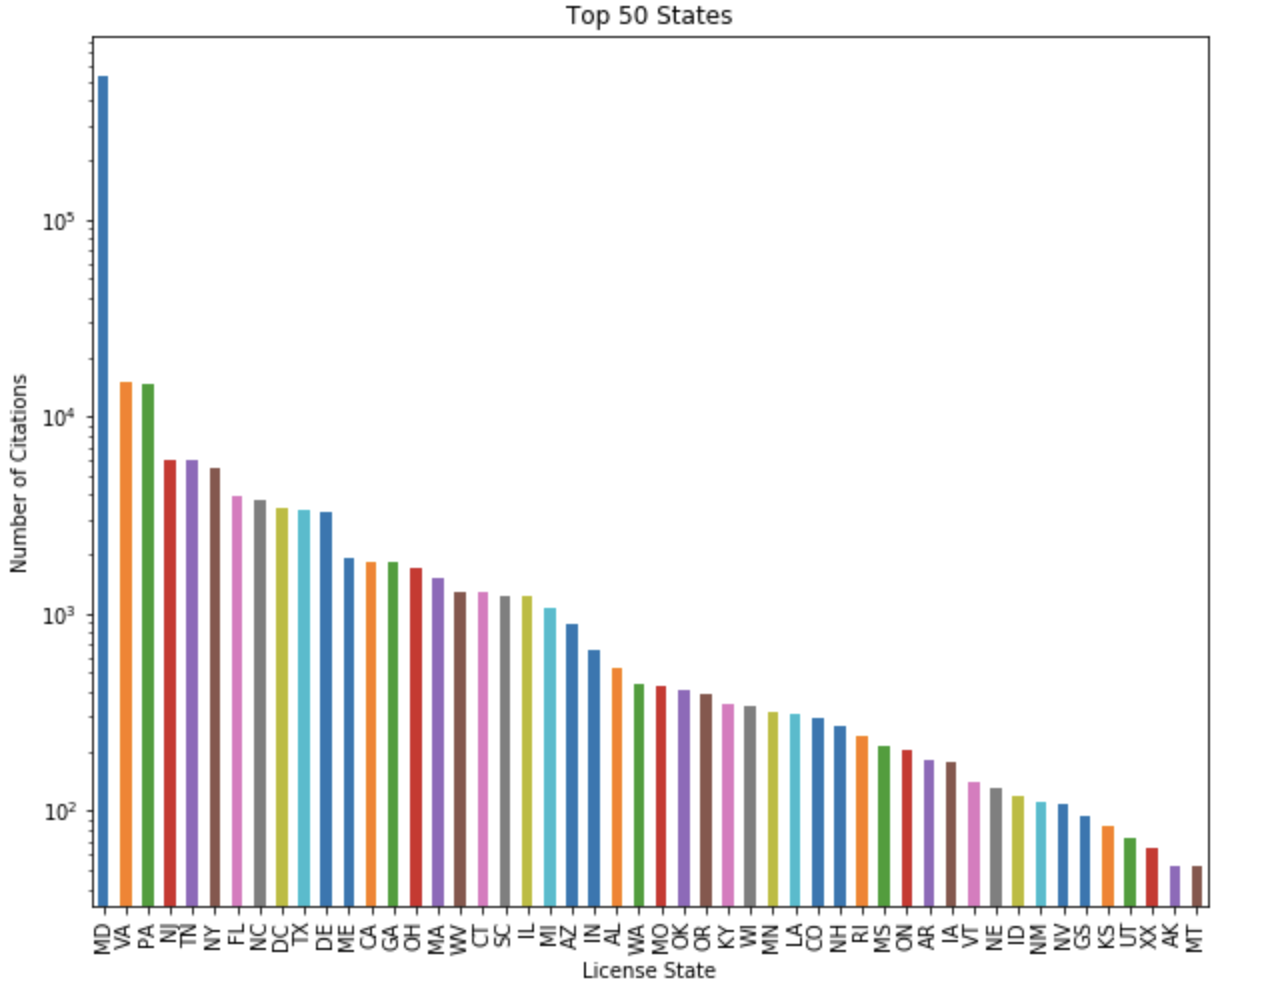 Top 50 States
10⁵
10⁴
10³
10²
Number of Citations
MD VA PA NJ TN NY FL NC DC TX DE ME CA GA OH MA WV CT SC IL MI AZ IN AL WA MO OK OR KY WI MN LA CO NH RI MS ON AR IA VT NE ID NM NV GS KS UT XX AK MT
License State